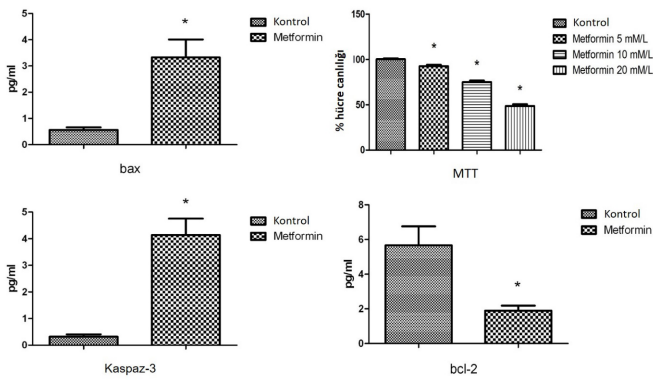 5
4
3
2
1
0
pg/ml
*
bax
Kontrol
Metformin
150
100
50
0
% hücre canlılığı
*
*
*
MTT
Kontrol
Metformin 5 mM/L
Metformin 10 mM/L
Metformin 20 mM/L
5
4
3
2
1
0
pg/ml
*
Kaspaz-3
Kontrol
Metformin
8
6
4
2
0
pg/ml
*
bcl-2
Kontrol
Metformin